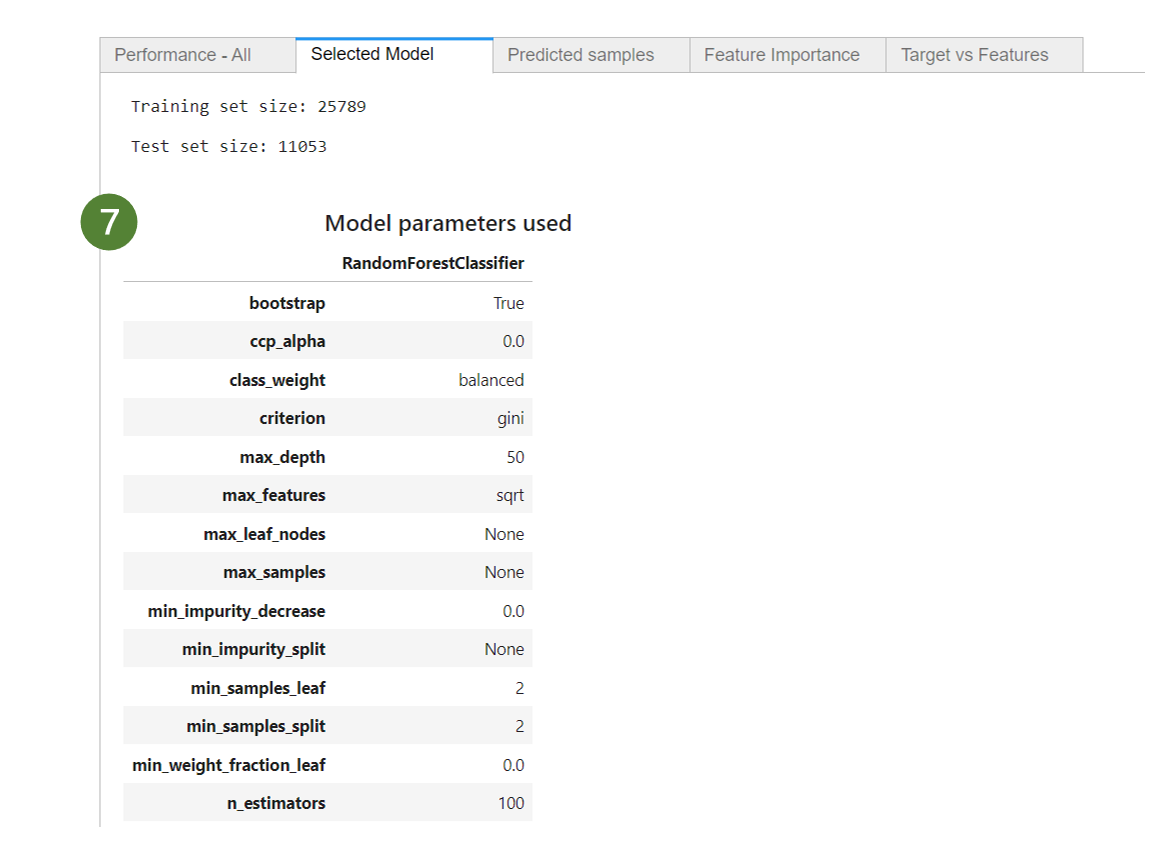 Performance - All Selected Model Predicted samples Feature Importance Target vs Features
Training set size: 25789
Test set size: 11053
7
Model parameters used
RandomForestClassifier
bootstrap True
ccp_alpha 0.0
class_weight balanced
criterion gini
max_depth 50
max_features sqrt
max_leaf_nodes None
max_samples None
min_impurity_decrease 0.0
min_impurity_split None
min_samples_leaf 2
min_samples_split 2
min_weight_fraction_leaf 0.0
n_estimators 100